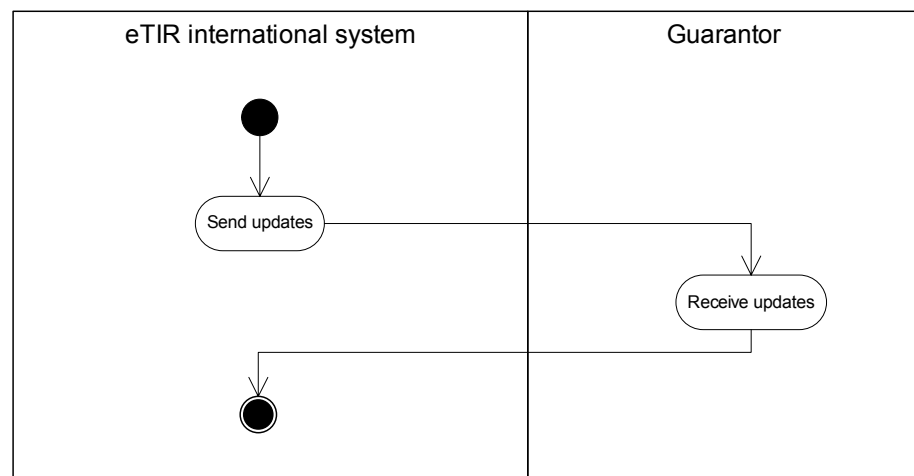 eTIR international system
Guarantor
Send updates
Receive updates